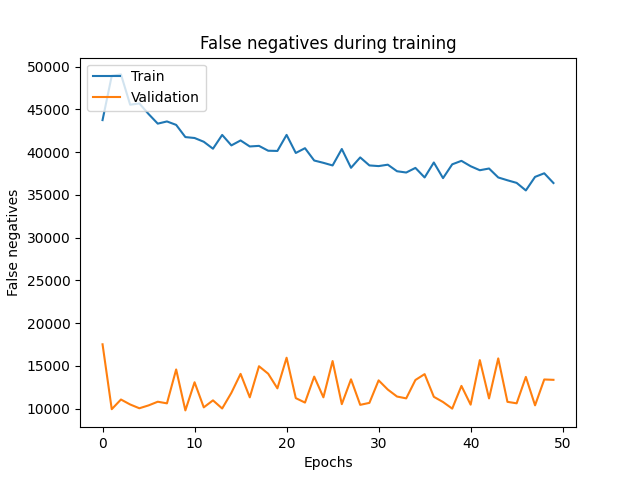 False negatives during training
Train
Validation
50000
45000
40000
35000
30000
25000
20000
15000
10000
False negatives
0 10 20 30 40 50
Epochs